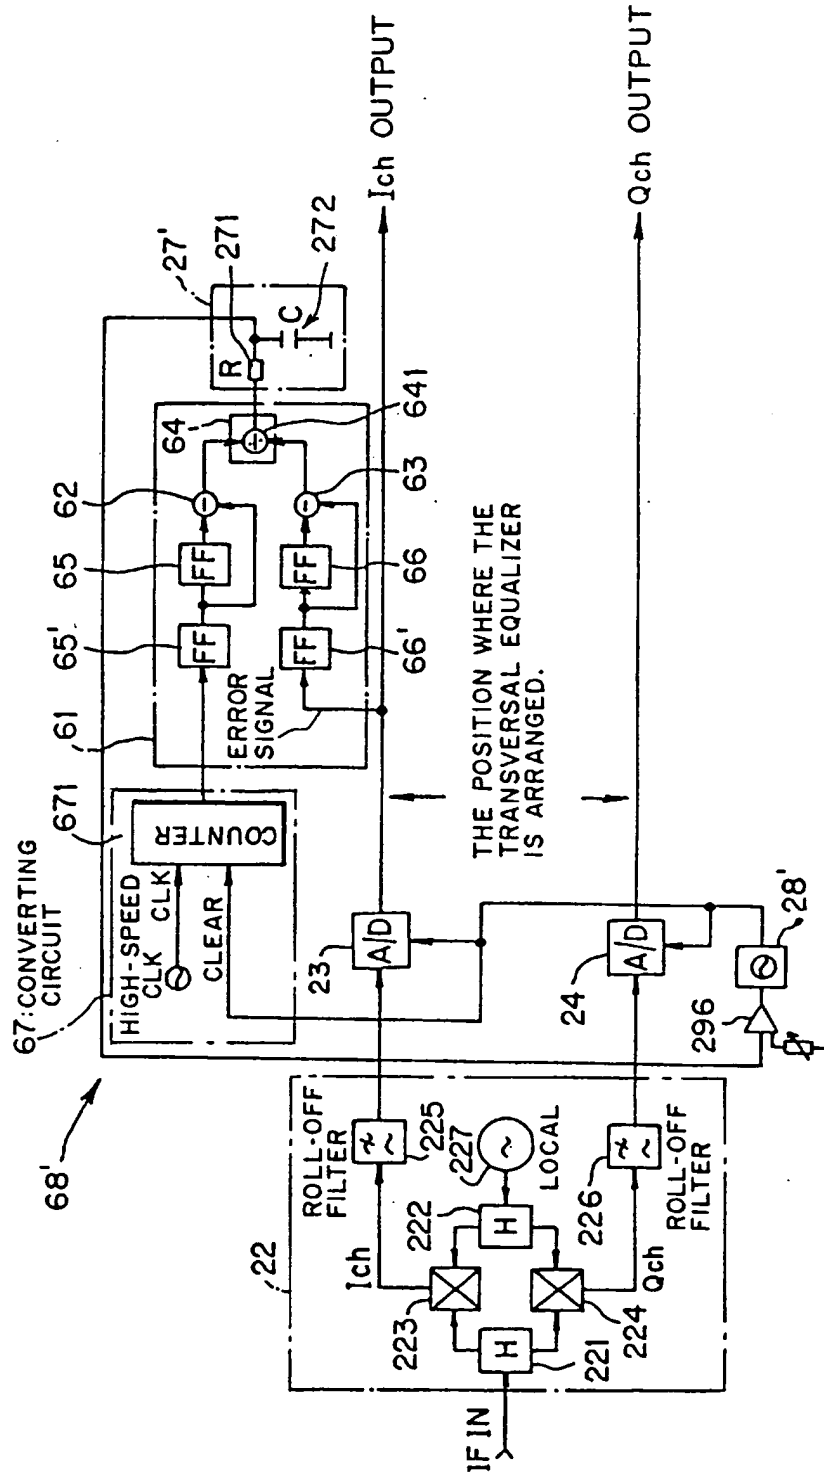 68'
67: CONVERTING
CIRCUIT
671
HIGH-SPEED
CLK
CLK
CLEAR
COUNTER
61
65'
65
62
FF
FF
64
27'
271
R
C
272
641
63
FF
FF
66'
66
ERROR
SIGNAL
22
ROLL-OFF
FILTER
225
Ich
222
227
LOCAL
H
223
224
H
221
IF IN
226
Qch
ROLL-OFF
FILTER
23
A/D
24
A/D
296
28'
THE POSITION WHERE THE
TRANSVERSAL EQUALIZER
IS ARRANGED.
Ich OUTPUT
Qch OUTPUT